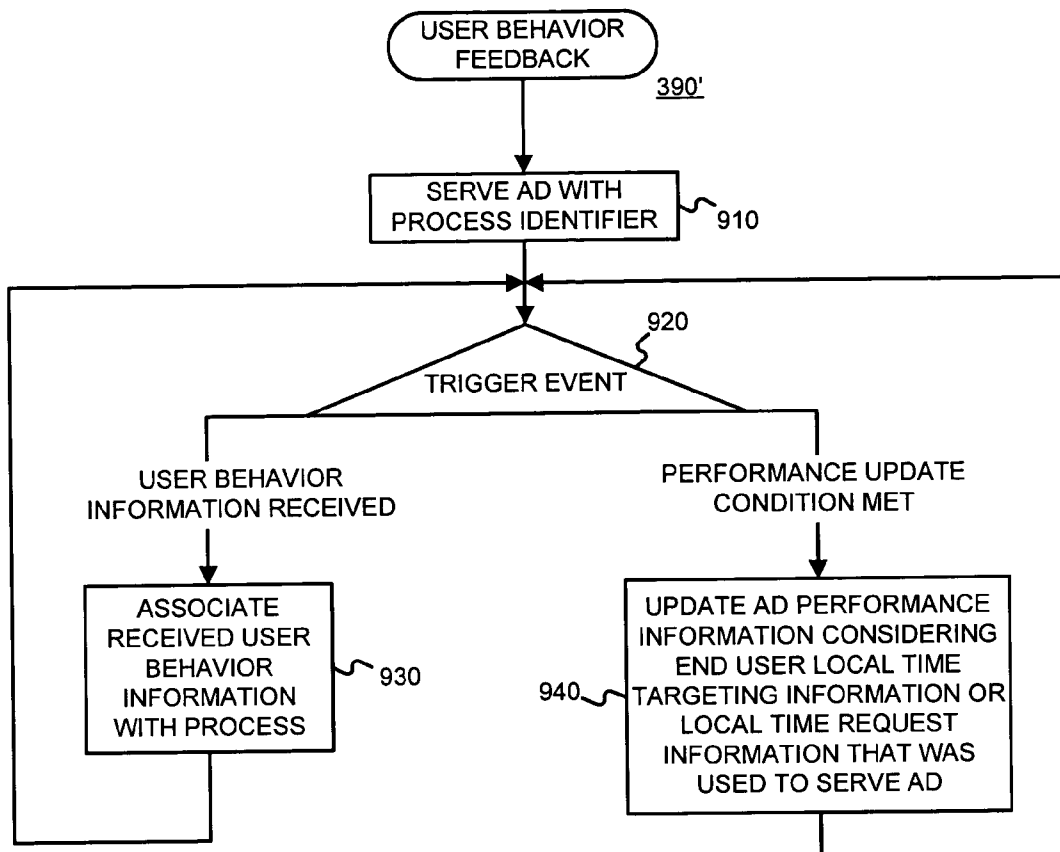 USER BEHAVIOR
FEEDBACK
390'
SERVE AD WITH
PROCESS IDENTIFIER
910
920
TRIGGER EVENT
USER BEHAVIOR
INFORMATION RECEIVED
PERFORMANCE UPDATE
CONDITION MET
ASSOCIATE
RECEIVED USER
BEHAVIOR
INFORMATION
WITH PROCESS
930
940
UPDATE AD PERFORMANCE
INFORMATION CONSIDERING
END USER LOCAL TIME
TARGETING INFORMATION OR
LOCAL TIME REQUEST
INFORMATION THAT WAS
USED TO SERVE AD